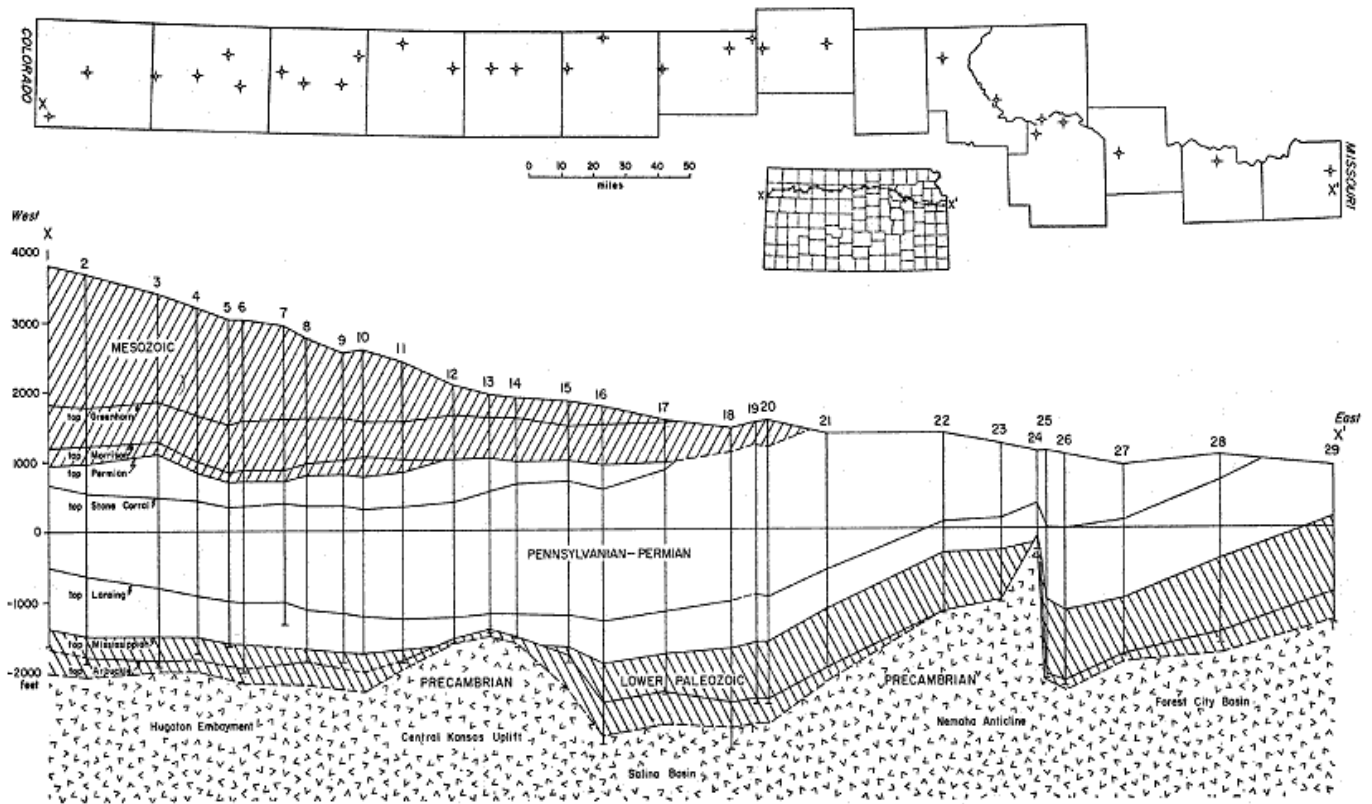 COLORADO
X
0 10 20 30 40 50
miles
X X'
MISSOURI
X'
West
X
East
X'
4000
3000
2000
1000
0
-1000
-2000
feet
1 2 3 4 5 6 7 8 9 10 11 12 13 14 15 16 17 18 19 20 21 22 23 24 25 26 27 28 29
MESOZOIC
top Greenhorn
top Morrison
top Permian
top Stone Corral
PENNSYLVANIAN-PERMIAN
top Lansing
top Mississippian
top Arbuckle
PRECAMBRIAN
LOWER PALEOZOIC
PRECAMBRIAN
Hugoton Embayment
Central Kansas Uplift
Salina Basin
Nemaha Anticline
Forest City Basin